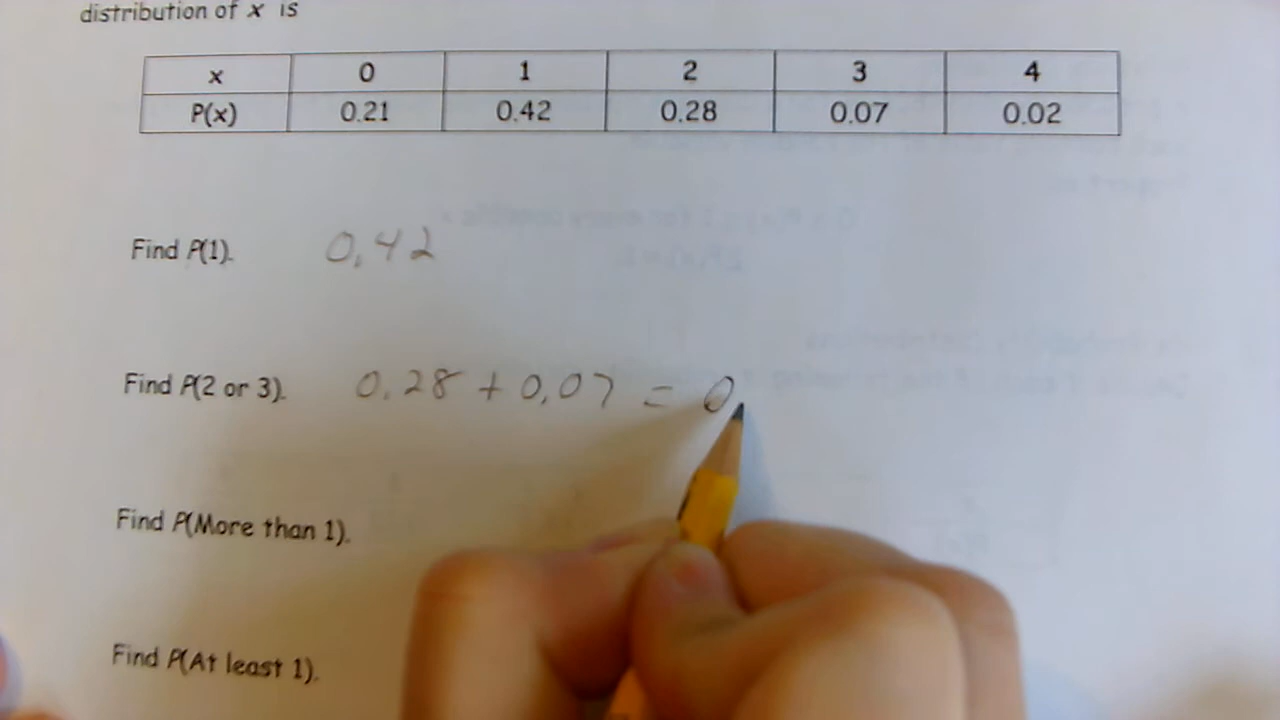 distribution of x is
x 0 1 2 3 4
P(x) 0.21 0.42 0.28 0.07 0.02
Find P(1). 0.42
Find P(2 or 3). 0.28 + 0.07 = 0.
Find P(More than 1).
Find P(At least 1).